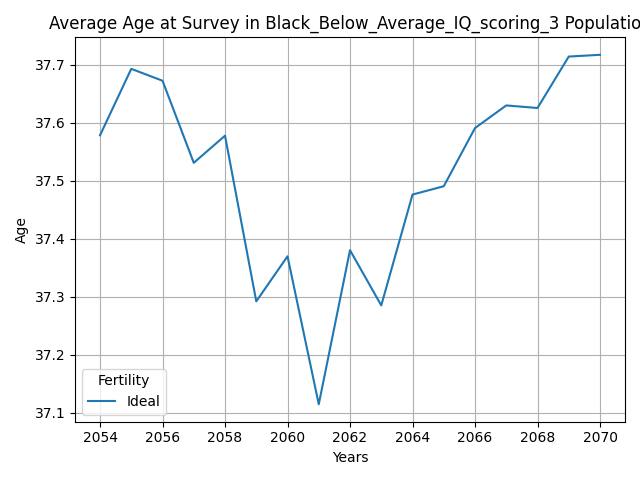 Average Age at Survey in Black_Below_Average_IQ_scoring_3 Populatio
37.7
37.6
37.5
37.4
37.3
37.2
37.1
Age
Fertility
Ideal
2054 2056 2058 2060 2062 2064 2066 2068 2070
Years